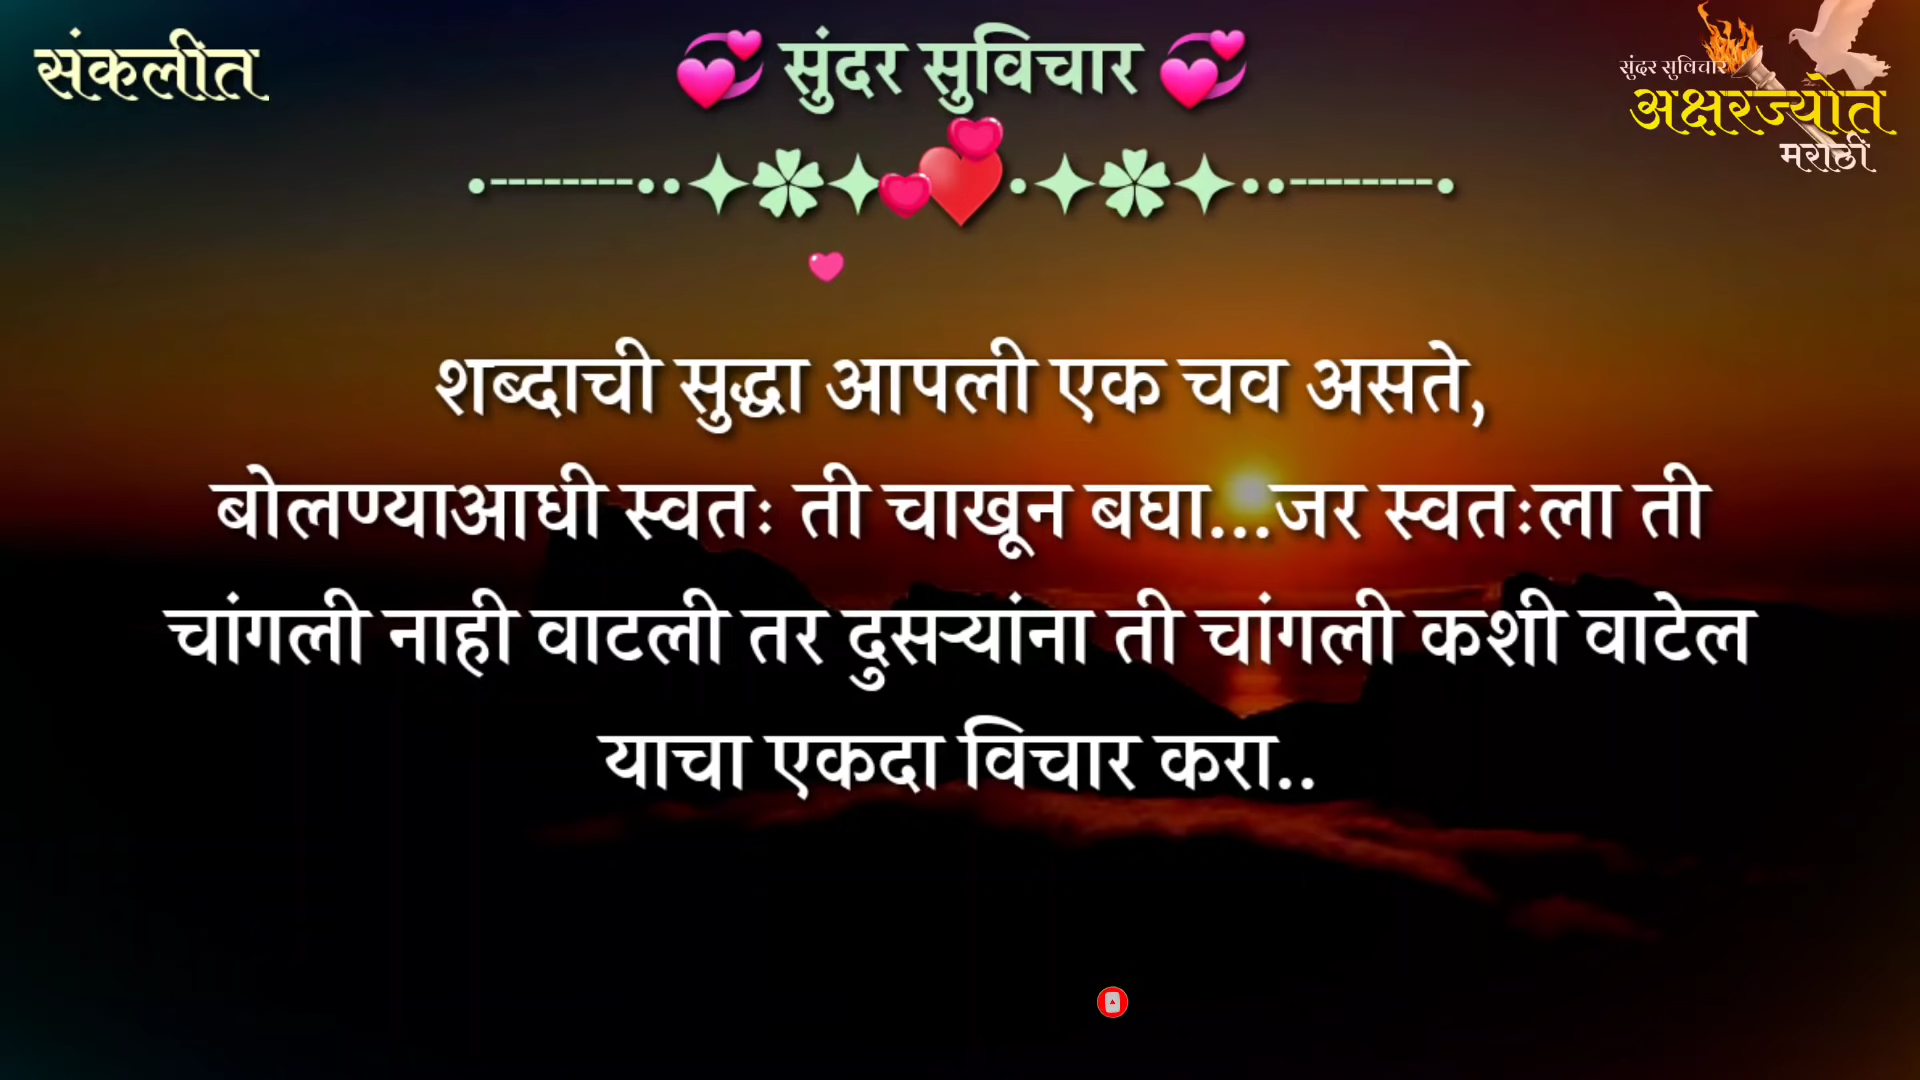 संकलीत
💞 सुंदर सुविचार 💞
सुंदर सुविचार
अक्षरज्योत
मराठी
शब्दाची सुद्धा आपली एक चव असते,
बोलण्याआधी स्वतः ती चाखून बघा...जर स्वतःला ती
चांगली नाही वाटली तर दुसऱ्यांना ती चांगली कशी वाटेल
याचा एकदा विचार करा..